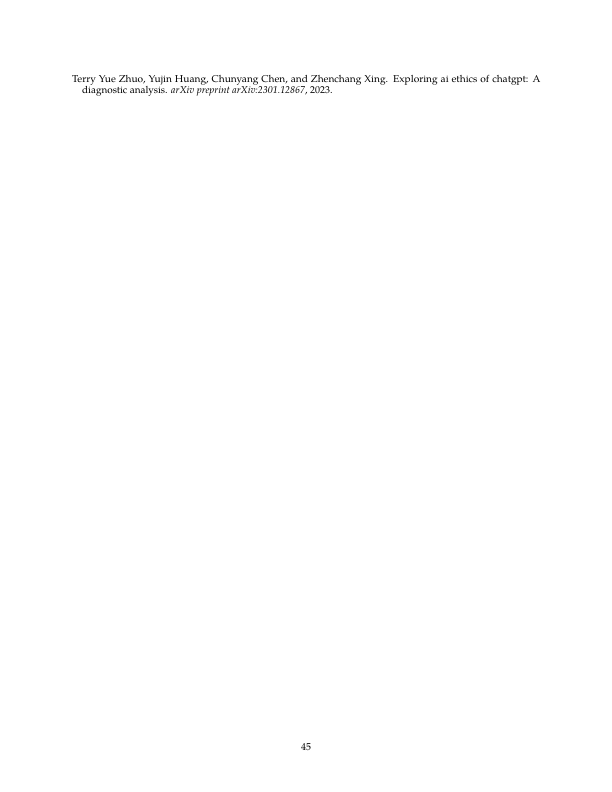 Terry Yue Zhuo, Yujin Huang, Chunyang Chen, and Zhenchang Xing. Exploring ai ethics of chatgpt: A
diagnostic analysis. arXiv preprint arXiv:2301.12867, 2023.
45